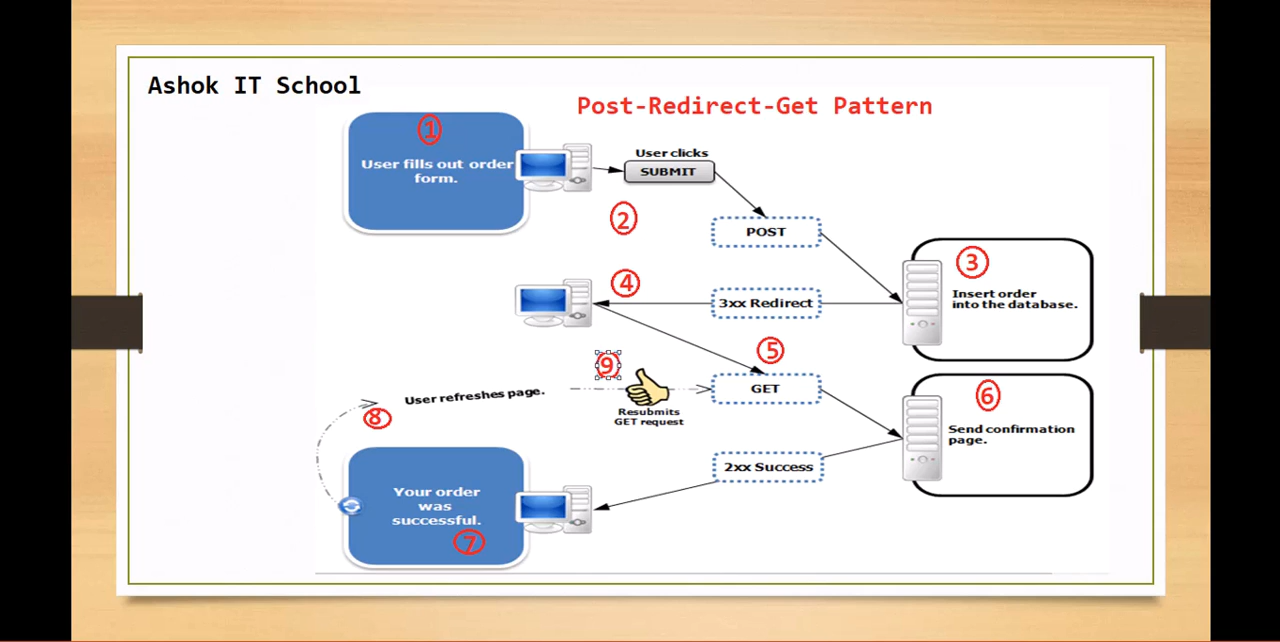 Ashok IT School
Post-Redirect-Get Pattern
1
User fills out order
form.
User clicks
SUBMIT
2
POST
3
Insert order
into the database.
4
3xx Redirect
5
9
GET
Resubmits
GET request
User refreshes page.
8
6
Send confirmation
page.
2xx Success
Your order
was
successful.
7